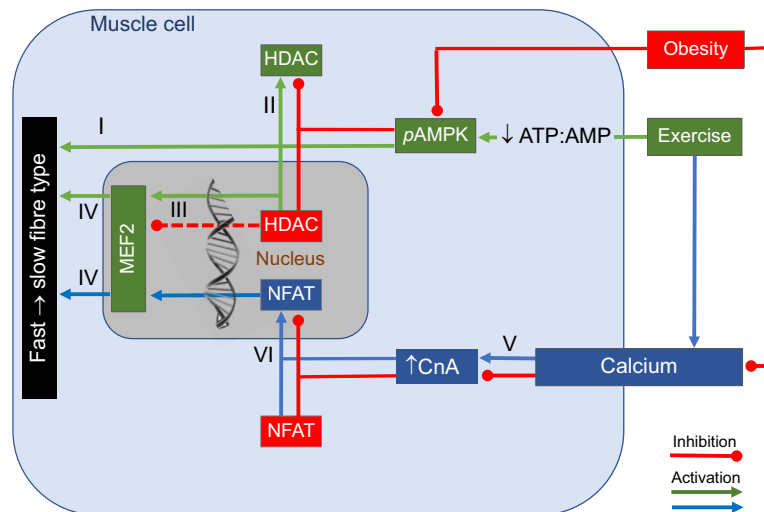 Muscle cell
Obesity
HDAC
II
I
pAMPK
↓ ATP:AMP
Exercise
Fast → slow fibre type
IV
MEF2
III
HDAC
Nucleus
IV
NFAT
VI
↑CnA
V
Calcium
NFAT
Inhibition
Activation